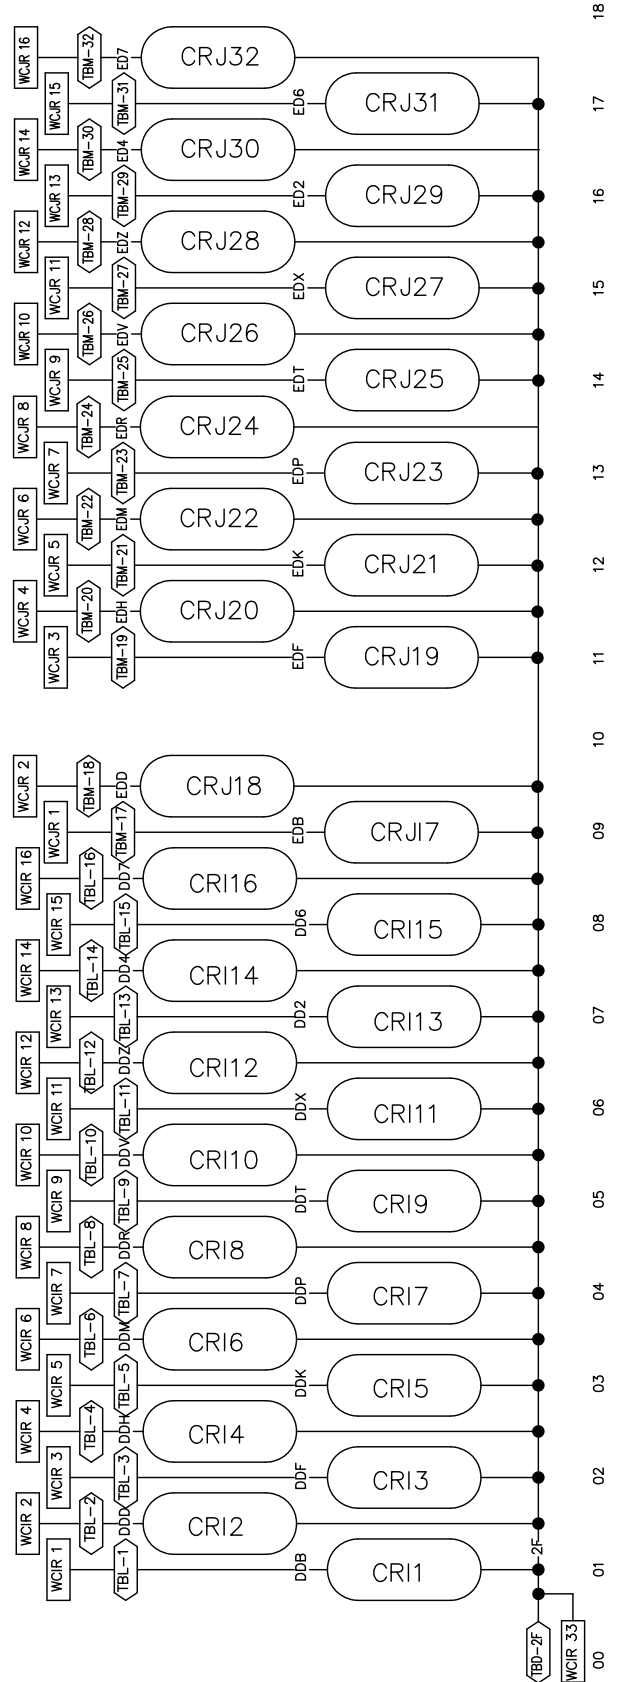 18
WCJR 16
TBM-32
ED7
CRJ32
WCJR 15
TBM-31
ED6
CRJ31
17
WCJR 14
TBM-30
ED4
CRJ30
WCJR 13
TBM-29
ED2
CRJ29
16
WCJR 12
TBM-28
EDZ
CRJ28
WCJR 11
TBM-27
EDX
CRJ27
15
WCJR 10
TBM-26
EDV
CRJ26
WCJR 9
TBM-25
EDT
CRJ25
14
WCJR 8
TBM-24
EDR
CRJ24
WCJR 7
TBM-23
EDP
CRJ23
13
WCJR 6
TBM-22
EDM
CRJ22
WCJR 5
TBM-21
EDK
CRJ21
12
WCJR 4
TBM-20
EDH
CRJ20
WCJR 3
TBM-19
EDF
CRJ19
11
10
WCJR 2
TBM-18
EDD
CRJ18
WCJR 1
TBM-17
EDB
CRJI7
09
WCIR 16
TBL-16
DD7
CRI16
WCIR 15
TBL-15
DD6
CRI15
08
WCIR 14
TBL-14
DD4
CRI14
WCIR 13
TBL-13
DD2
CRI13
07
WCIR 12
TBL-12
DDZ
CRI12
WCIR 11
TBL-11
DDX
CRI11
06
WCIR 10
TBL-10
DDV
CRI10
WCIR 9
TBL-9
DDT
CRI9
05
WCIR 8
TBL-8
DDR
CRI8
WCIR 7
TBL-7
DDP
CRI7
04
WCIR 6
TBL-6
DDM
CRI6
WCIR 5
TBL-5
DDK
CRI5
03
WCIR 4
TBL-4
DDH
CRI4
WCIR 3
TBL-3
DDF
CRI3
02
WCIR 2
TBL-2
DDD
CRI2
WCIR 1
TBL-1
DDB
CRI1
2F
01
TBD-2F
WCIR 33
00